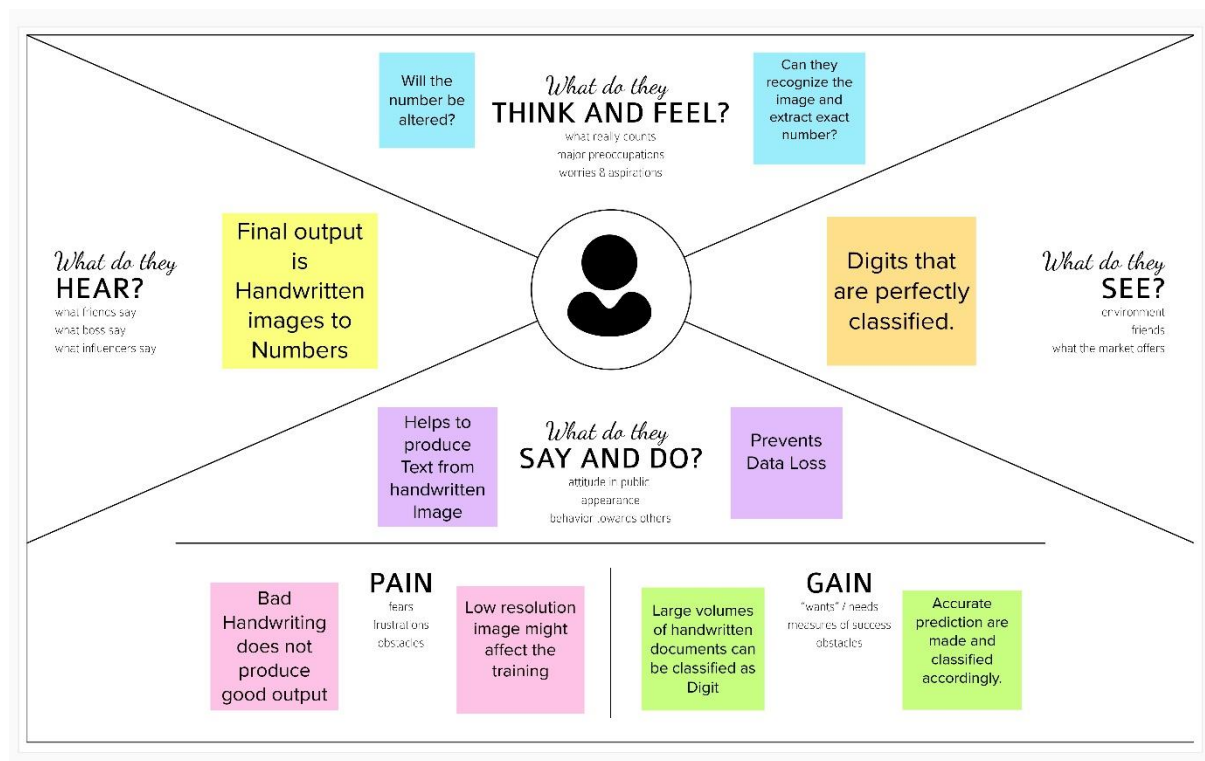 Will the
number be
altered?
What do they
THINK AND FEEL?
what really counts
major preoccupations
worries & aspirations
Can they
recognize the
image and
extract exact
number?
What do they
HEAR?
what friends say
what boss say
what influencers say
Final output
is
Handwritten
images to
Numbers
Digits that
are perfectly
classified.
What do they
SEE?
environment
friends
what the market offers
Helps to
produce
Text from
handwritten
Image
What do they
SAY AND DO?
attitude in public
appearance
behavior towards others
Prevents
Data Loss
Bad
Handwriting
does not
produce
good output
PAIN
fears
frustrations
obstacles
Low resolution
image might
affect the
training
Large volumes
of handwritten
documents can
be classified as
Digit
GAIN
"wants" / needs
measures of success
obstacles
Accurate
prediction are
made and
classified
accordingly.